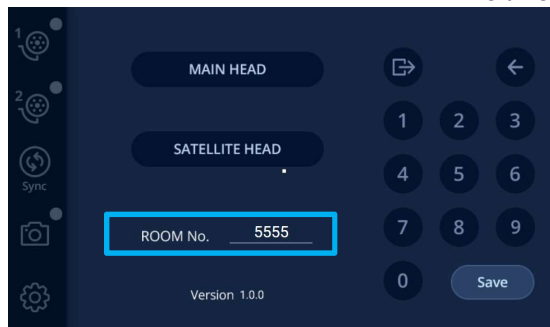 1
2
Sync
MAIN HEAD
SATELLITE HEAD
ROOM No. 5555
Version 1.0.0
1 2 3
4 5 6
7 8 9
0 Save